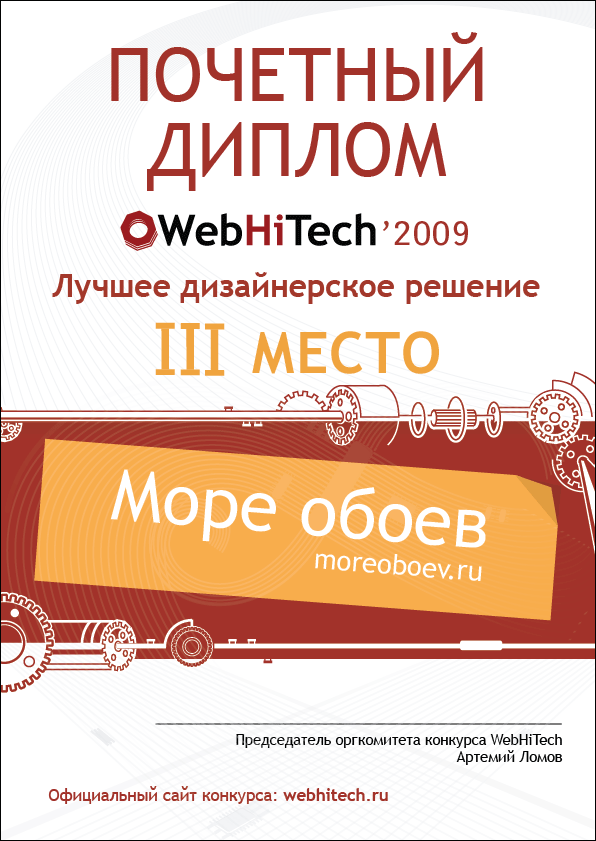 ПОЧЕТНЫЙ
ДИПЛОМ
WebHiTech’2009
Лучшее дизайнерское решение
III МЕСТО
Море обоев
moreoboev.ru
Председатель оргкомитета конкурса WebHiTech
Артемий Ломов
Официальный сайт конкурса: webhitech.ru